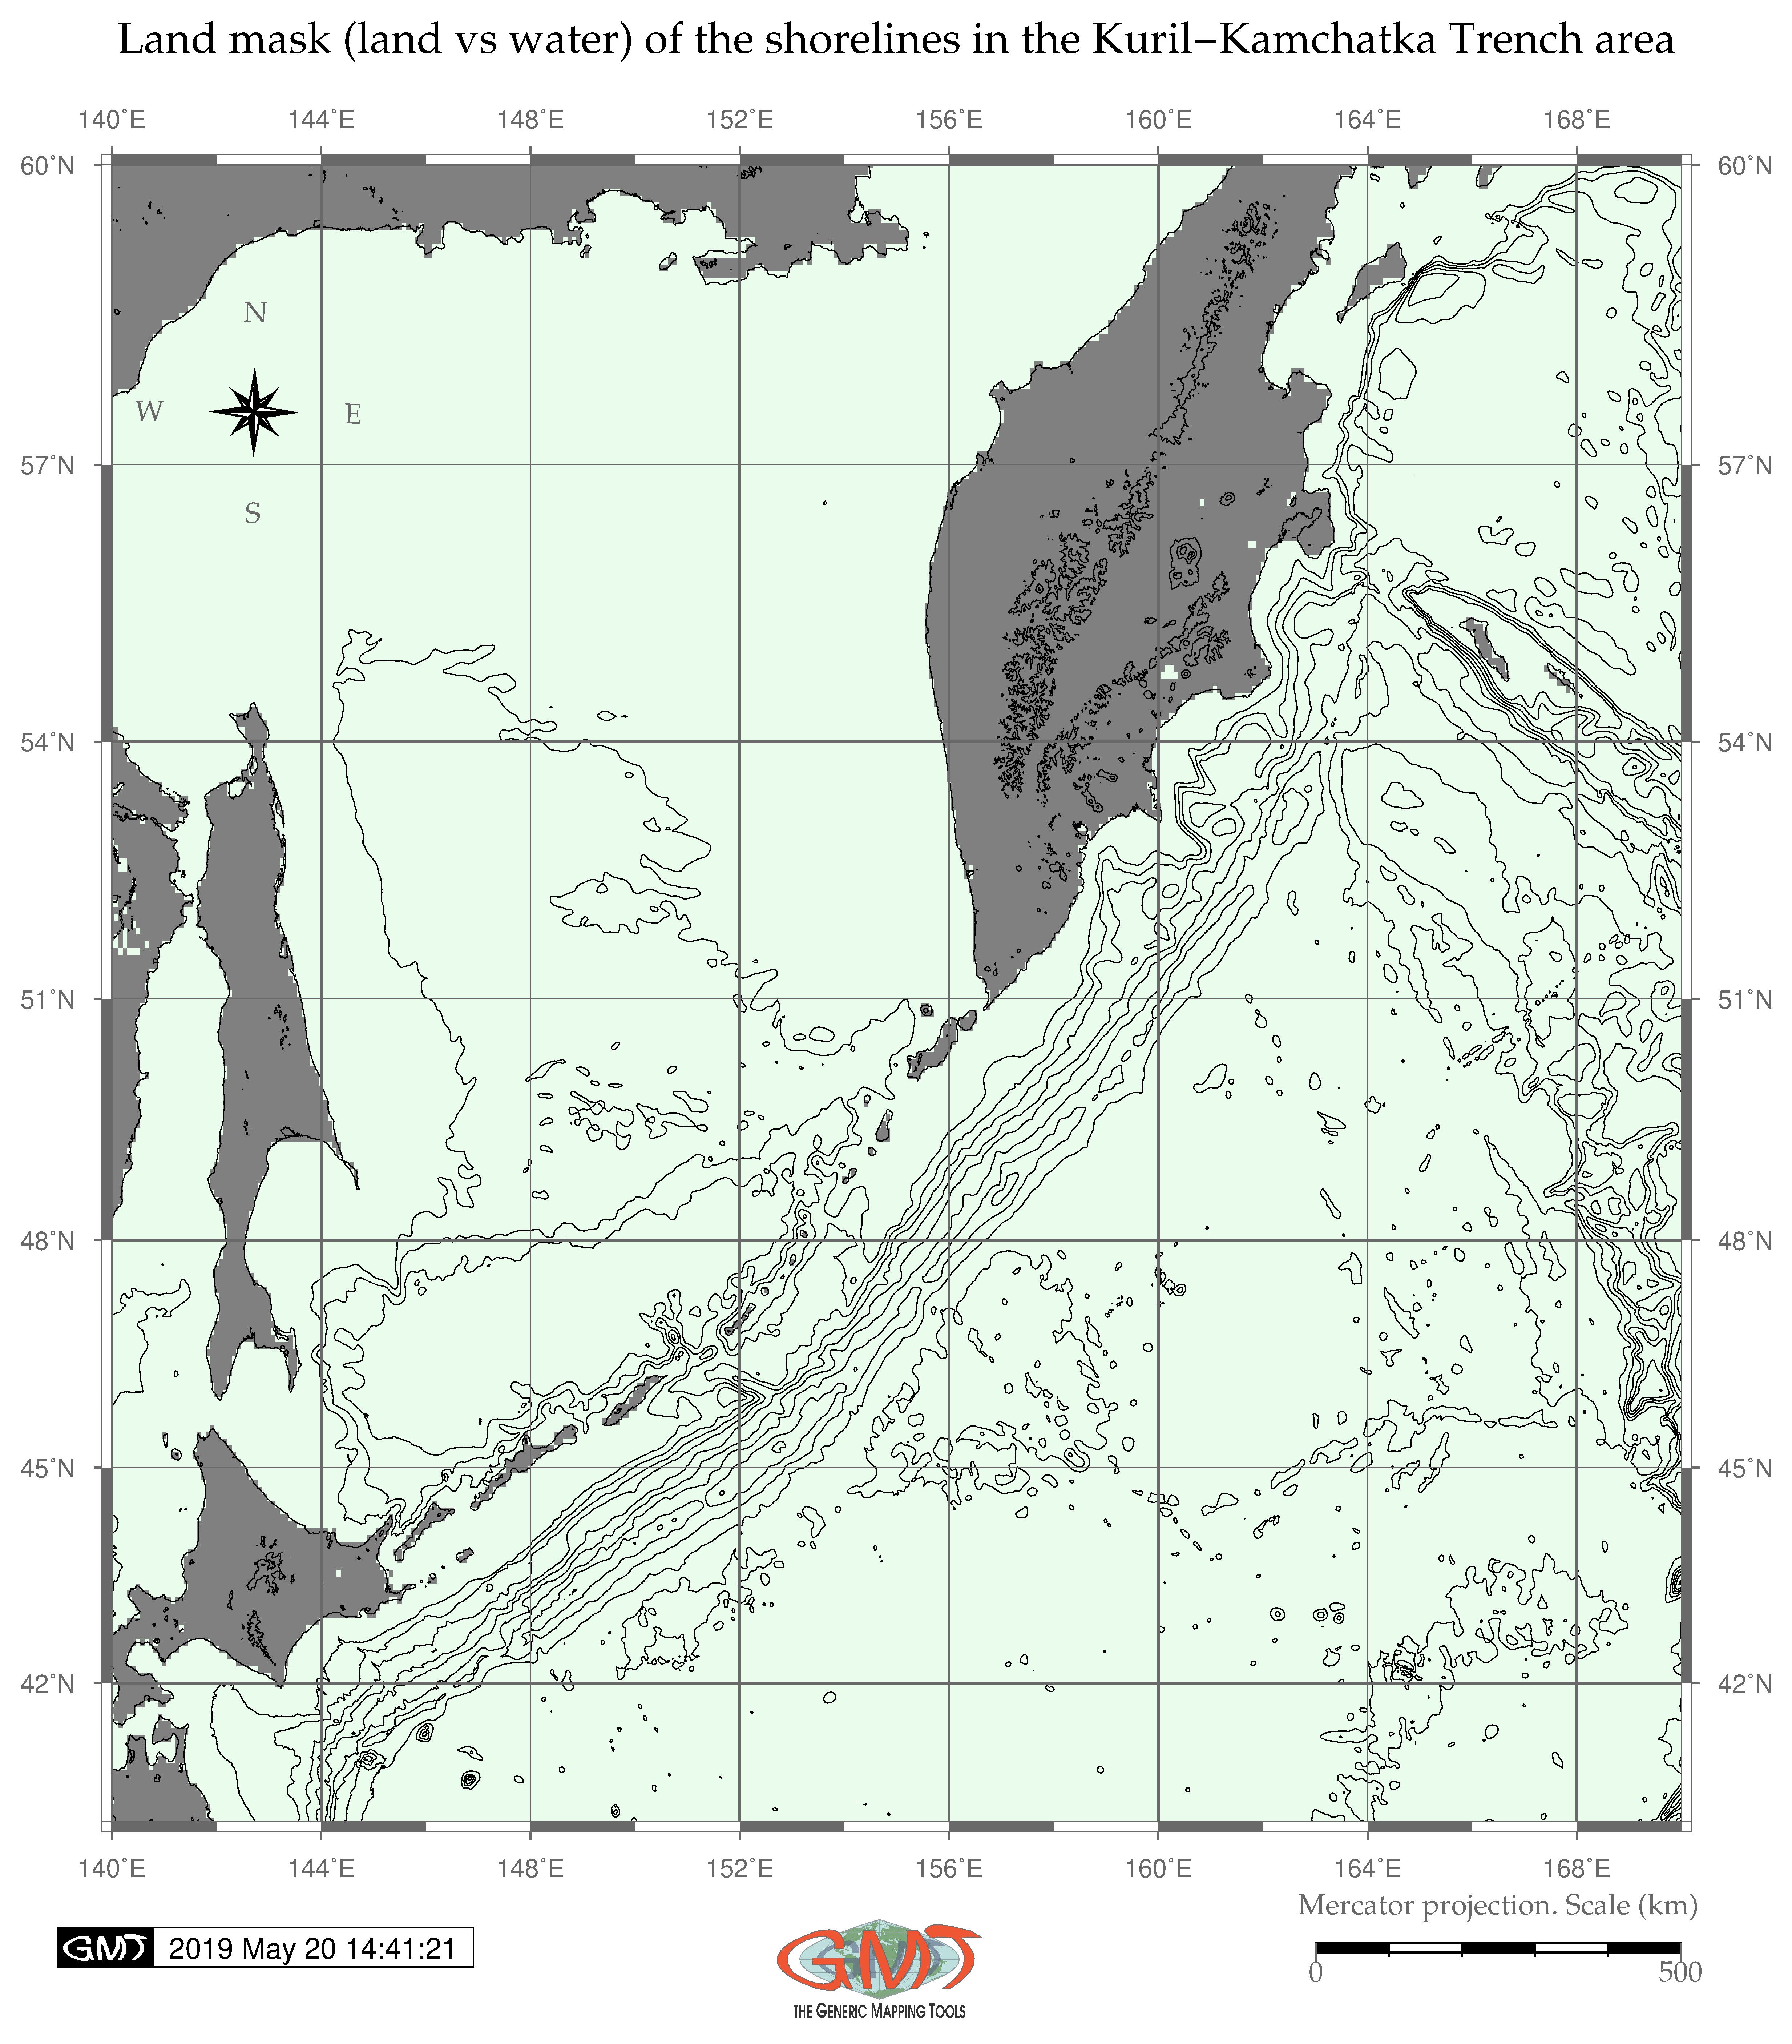 Land mask (land vs water) of the shorelines in the Kuril–Kamchatka Trench area
140˚E 144˚E 148˚E 152˚E 156˚E 160˚E 164˚E 168˚E
60˚N 60˚N
N
W E
57˚N 57˚N
S
54˚N 54˚N
51˚N 51˚N
48˚N 48˚N
45˚N 45˚N
42˚N 42˚N
140˚E 144˚E 148˚E 152˚E 156˚E 160˚E 164˚E 168˚E
Mercator projection. Scale (km)
0 500
GMT 2019 May 20 14:41:21
GMT
THE GENERIC MAPPING TOOLS